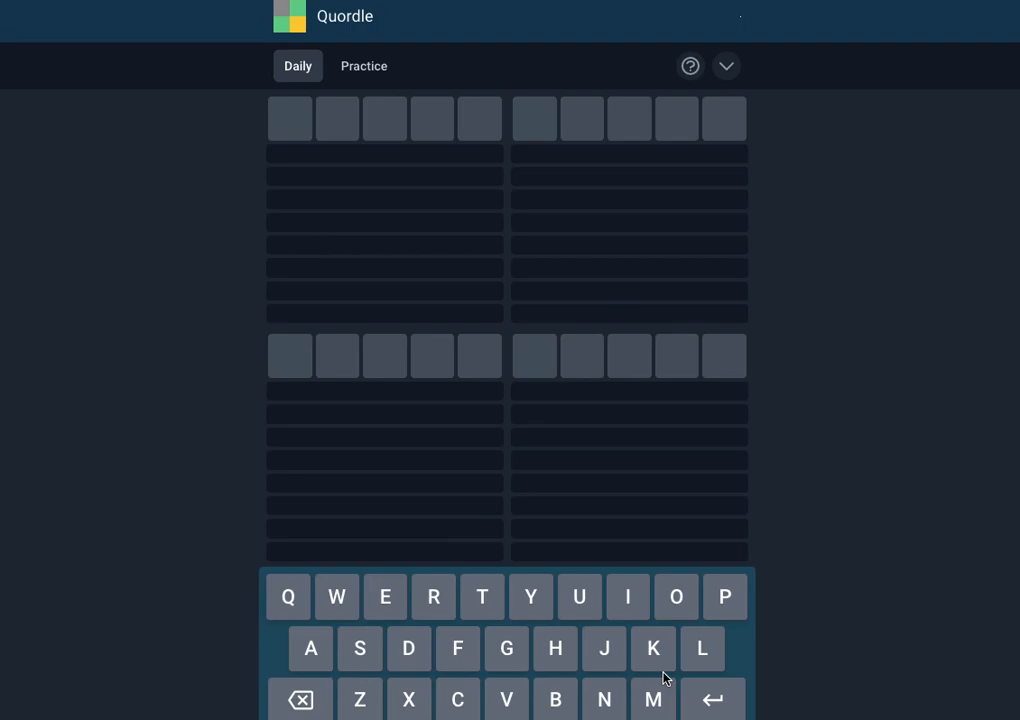 Quordle
Daily Practice
Q W E R T Y U I O P
A S D F G H J K L
Z X C V B N M